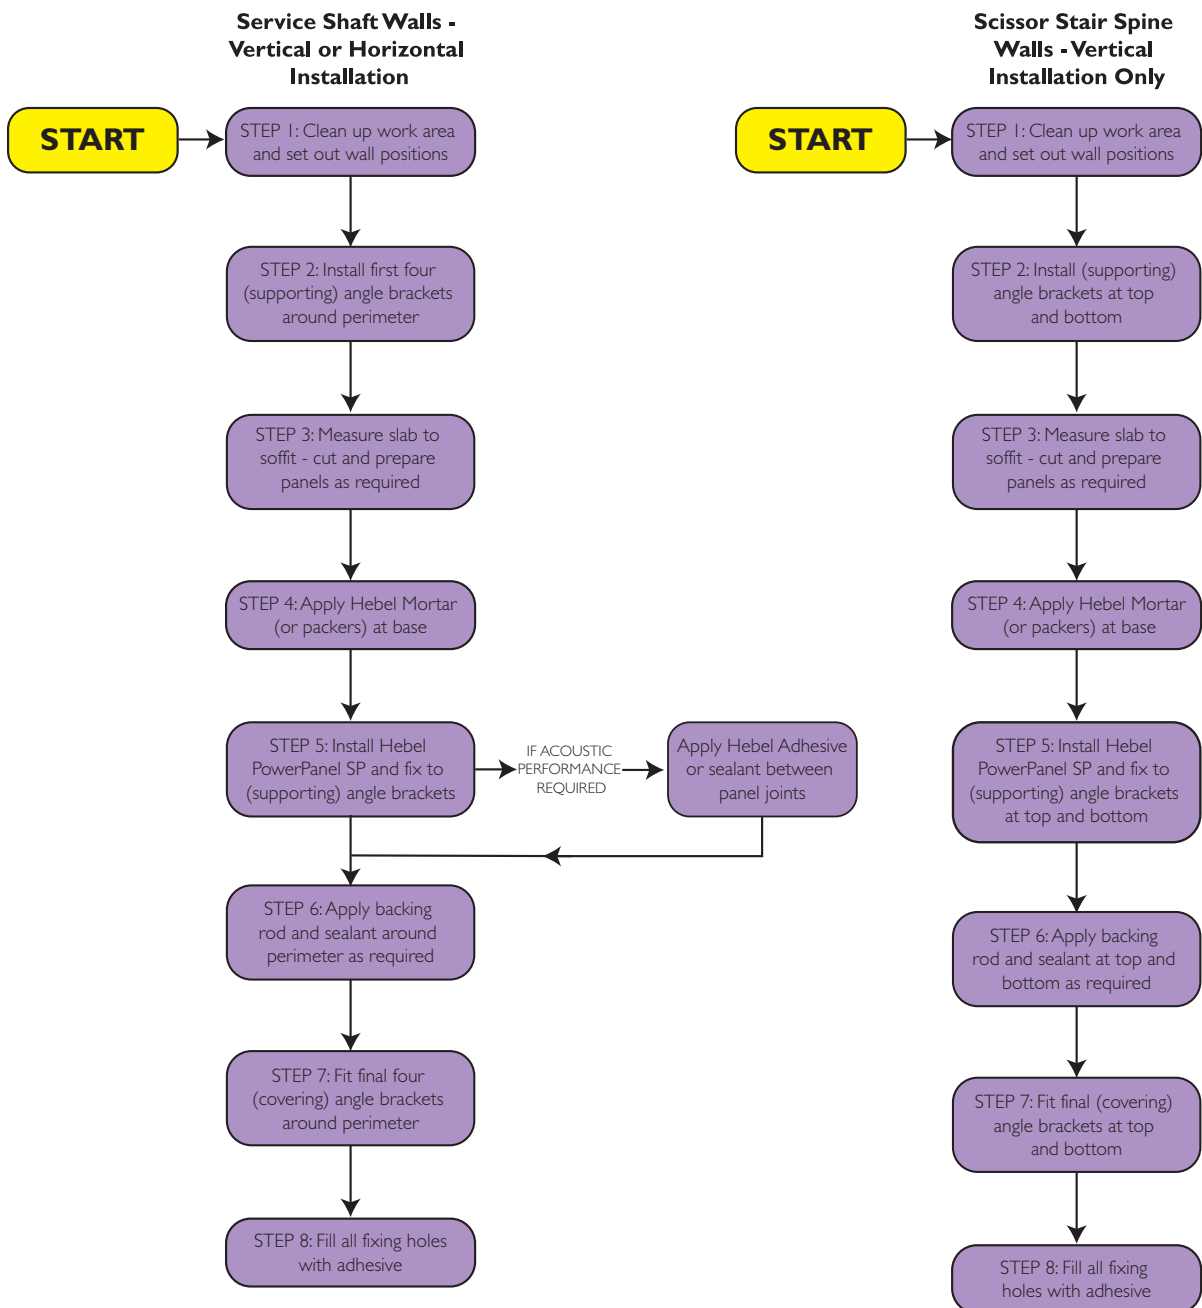 Service Shaft Walls -
Vertical or Horizontal
Installation
START
STEP 1: Clean up work area
and set out wall positions
STEP 2: Install first four
(supporting) angle brackets
around perimeter
STEP 3: Measure slab to
soffit - cut and prepare
panels as required
STEP 4: Apply Hebel Mortar
(or packers) at base
STEP 5: Install Hebel
PowerPanel SP and fix to
(supporting) angle brackets
IF ACOUSTIC
PERFORMANCE
REQUIRED
Apply Hebel Adhesive
or sealant between
panel joints
STEP 6: Apply backing
rod and sealant around
perimeter as required
STEP 7: Fit final four
(covering) angle brackets
around perimeter
STEP 8: Fill all fixing holes
with adhesive
Scissor Stair Spine
Walls - Vertical
Installation Only
START
STEP 1: Clean up work area
and set out wall positions
STEP 2: Install (supporting)
angle brackets at top
and bottom
STEP 3: Measure slab to
soffit - cut and prepare
panels as required
STEP 4: Apply Hebel Mortar
(or packers) at base
STEP 5: Install Hebel
PowerPanel SP and fix to
(supporting) angle brackets
at top and bottom
STEP 6: Apply backing
rod and sealant at top and
bottom as required
STEP 7: Fit final (covering)
angle brackets at top
and bottom
STEP 8: Fill all fixing
holes with adhesive